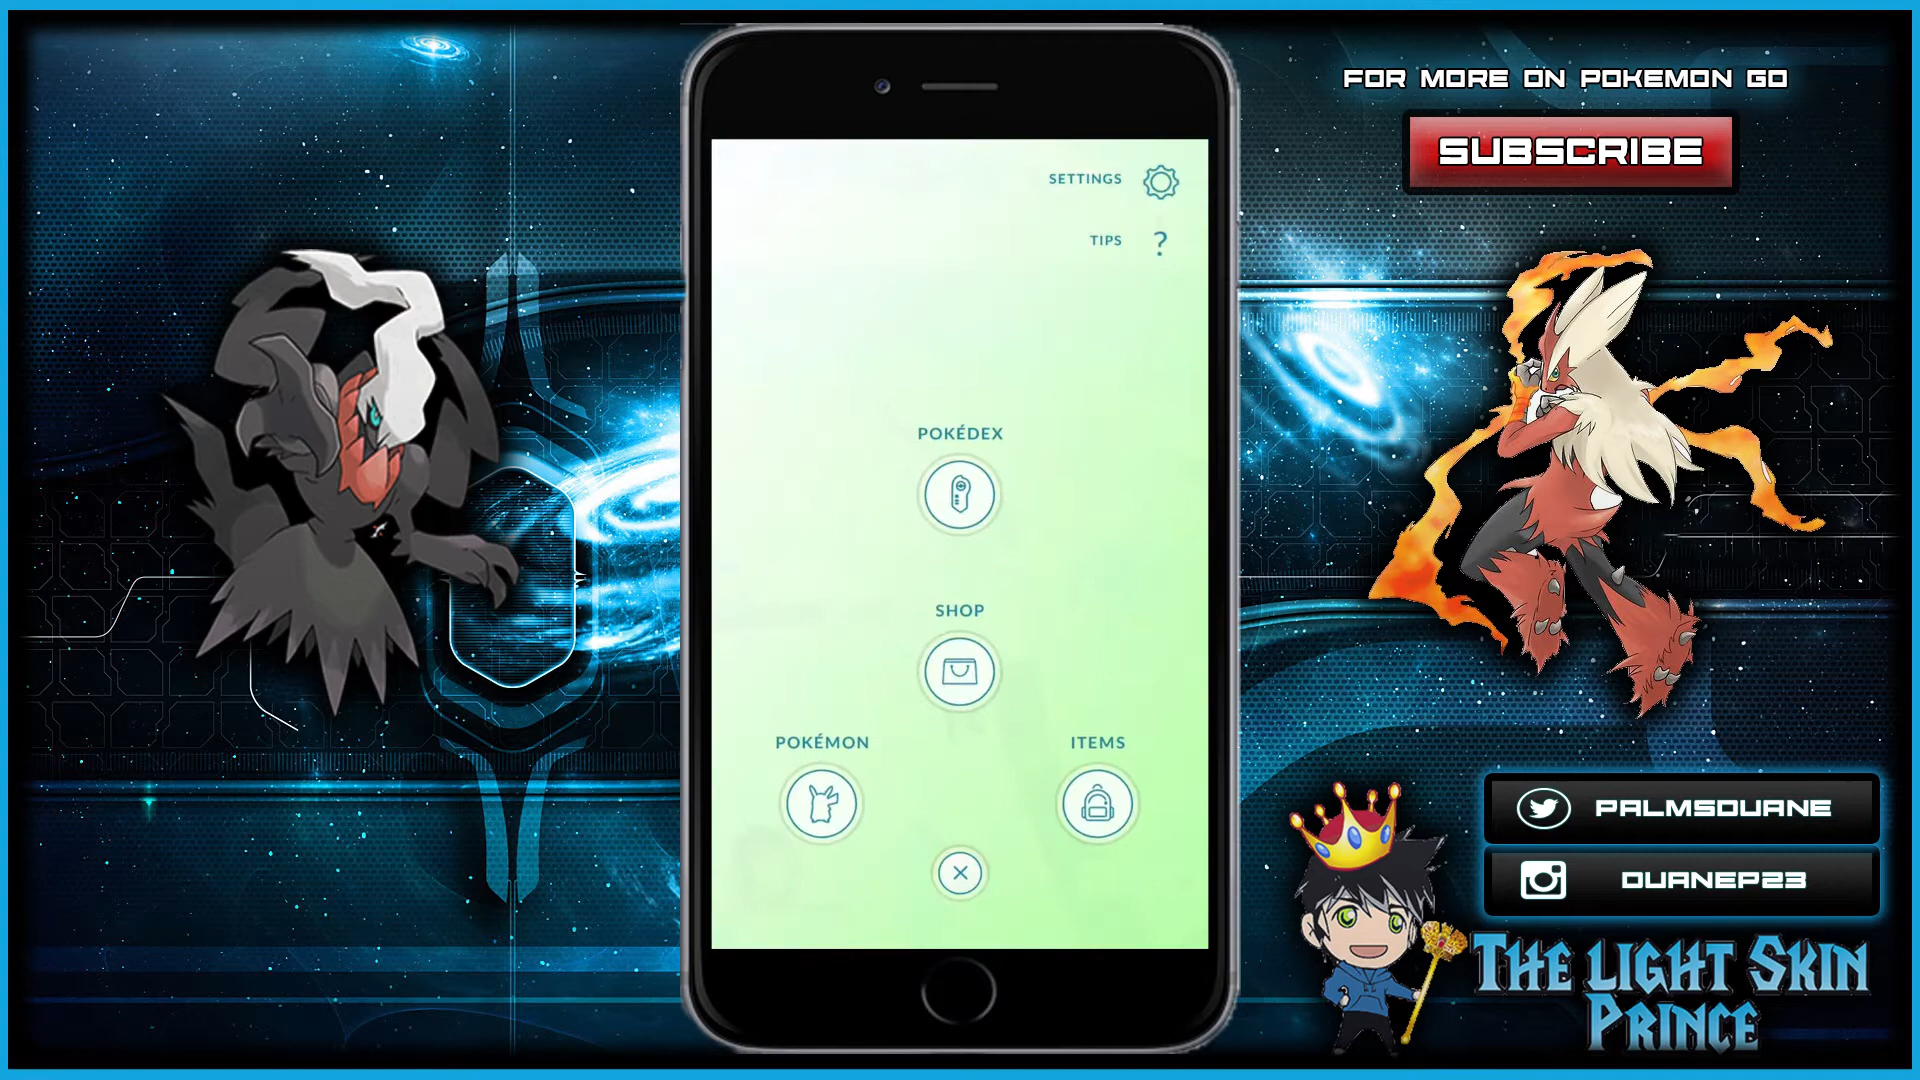 FOR MORE ON POKEMON GO
SUBSCRIBE
SETTINGS
TIPS ?
POKÉDEX
SHOP
POKÉMON
ITEMS
PALMSDUANE
DUANEP23
THE LIGHT SKIN
PRINCE